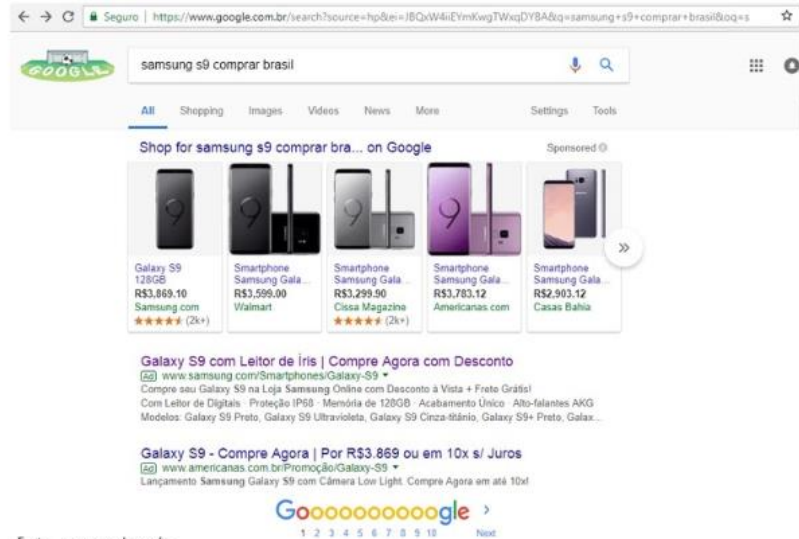 Seguro | https://www.google.com.br/search?source=hp&ei=JBQxW4iiEYmKwgTWxqDYBA&q=samsung+s9+comprar+brasil&oq=s
GOOGLE
samsung s9 comprar brasil
All Shopping Images Videos News More Settings Tools
Shop for samsung s9 comprar bra... on Google Sponsored
Galaxy S9
128GB
R$3,869.10
Samsung.com
(2k+)
Smartphone
Samsung Gala...
R$3,599.00
Walmart
Smartphone
Samsung Gala...
R$3,299.90
Cissa Magazine
(2k+)
Smartphone
Samsung Gala...
R$3,783.12
Americanas.com
Smartphone
Samsung Gala...
R$2,903.12
Casas Bahia
Galaxy S9 com Leitor de Íris | Compre Agora com Desconto
Ad www.samsung.com/Smartphones/Galaxy-S9
Compre seu Galaxy S9 na Loja Samsung Online com Desconto à Vista + Frete Grátis!
Com Leitor de Digitais · Proteção IP68 · Memória de 128GB · Acabamento Único · Alto-falantes AKG
Modelos: Galaxy S9 Preto, Galaxy S9 Ultravioleta, Galaxy S9 Cinza-titânio, Galaxy S9+ Preto, Galax...
Galaxy S9 - Compre Agora | Por R$3.869 ou em 10x s/ Juros
Ad www.americanas.com.br/Promoção/Galaxy-S9
Lançamento Samsung Galaxy S9 com Câmera Low Light. Compre Agora em até 10x!
Goooooooooogle >
1 2 3 4 5 6 7 8 9 10 Next